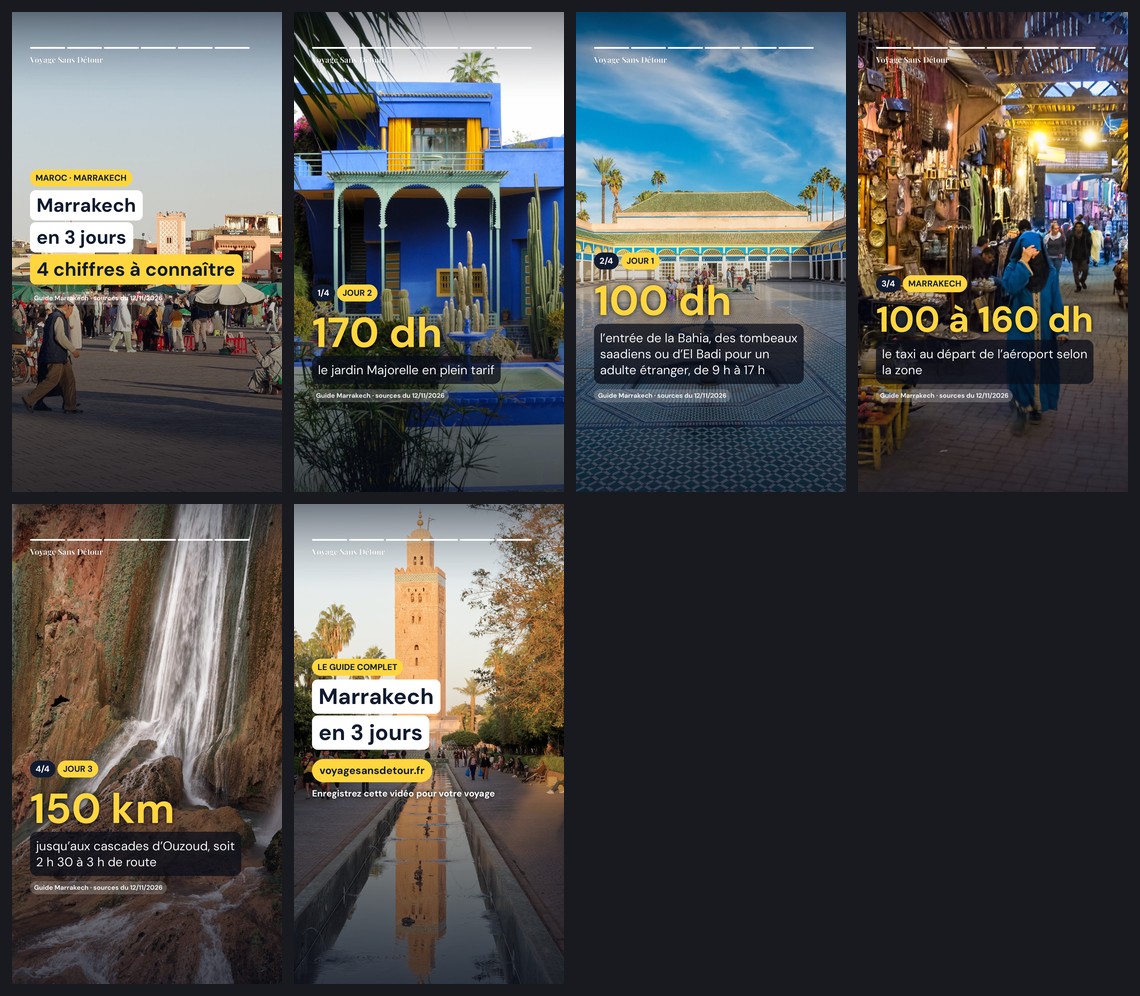 Voyage Sans Détour
MAROC · MARRAKECH
Marrakech
en 3 jours
4 chiffres à connaître
Guide Marrakech · sources du 12/11/2026
Voyage Sans Détour
1/4 JOUR 2
170 dh
le jardin Majorelle en plein tarif
Guide Marrakech · sources du 12/11/2026
Voyage Sans Détour
2/4 JOUR 1
100 dh
l’entrée de la Bahia, des tombeaux
saadiens ou d’El Badi pour un
adulte étranger, de 9 h à 17 h
Guide Marrakech · sources du 12/11/2026
Voyage Sans Détour
3/4 MARRAKECH
100 à 160 dh
le taxi au départ de l’aéroport selon
la zone
Guide Marrakech · sources du 12/11/2026
Voyage Sans Détour
4/4 JOUR 3
150 km
jusqu’aux cascades d’Ouzoud, soit
2 h 30 à 3 h de route
Guide Marrakech · sources du 12/11/2026
Voyage Sans Détour
LE GUIDE COMPLET
Marrakech
en 3 jours
voyagesansdetour.fr
Enregistrez cette vidéo pour votre voyage